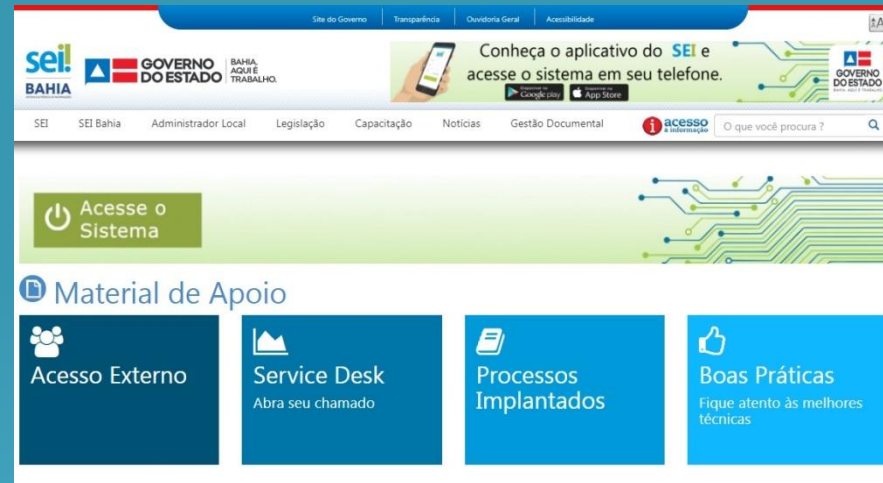 Site do Governo
Transparência
Ouvidoria Geral
Acessibilidade
A
sei!
BAHIA
GOVERNO
DO ESTADO
BAHIA.
AQUI É
TRABALHO.
Conheça o aplicativo do SEI e
acesse o sistema em seu telefone.
Google play
App Store
GOVERNO
DO ESTADO
BAHIA. AQUI É TRABALHO.
SEI
SEI Bahia
Administrador Local
Legislação
Capacitação
Notícias
Gestão Documental
acesso
à informação
O que você procura ?
Acesse o
Sistema
Material de Apoio
Acesso Externo
Service Desk
Abra seu chamado
Processos
Implantados
Boas Práticas
Fique atento às melhores
técnicas